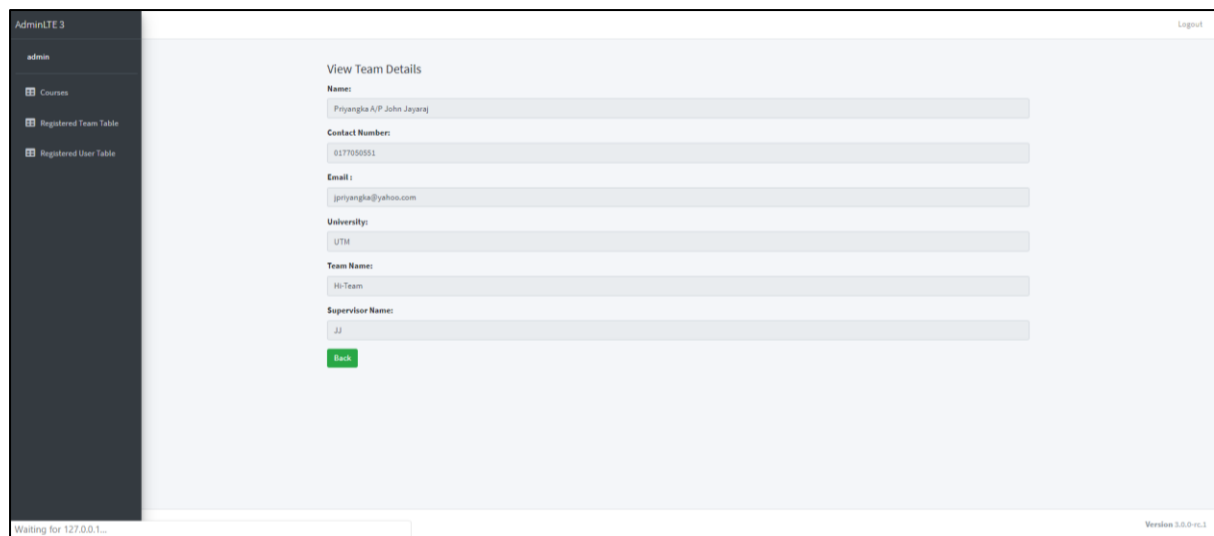 AdminLTE 3
Logout
admin
Courses
Registered Team Table
Registered User Table
View Team Details
Name:
Priyangka A/P John Jayaraj
Contact Number:
0177050551
Email :
jpriyangka@yahoo.com
University:
UTM
Team Name:
Hi-Team
Supervisor Name:
JJ
Back
Waiting for 127.0.0.1...
Version 3.0.0-rc.1